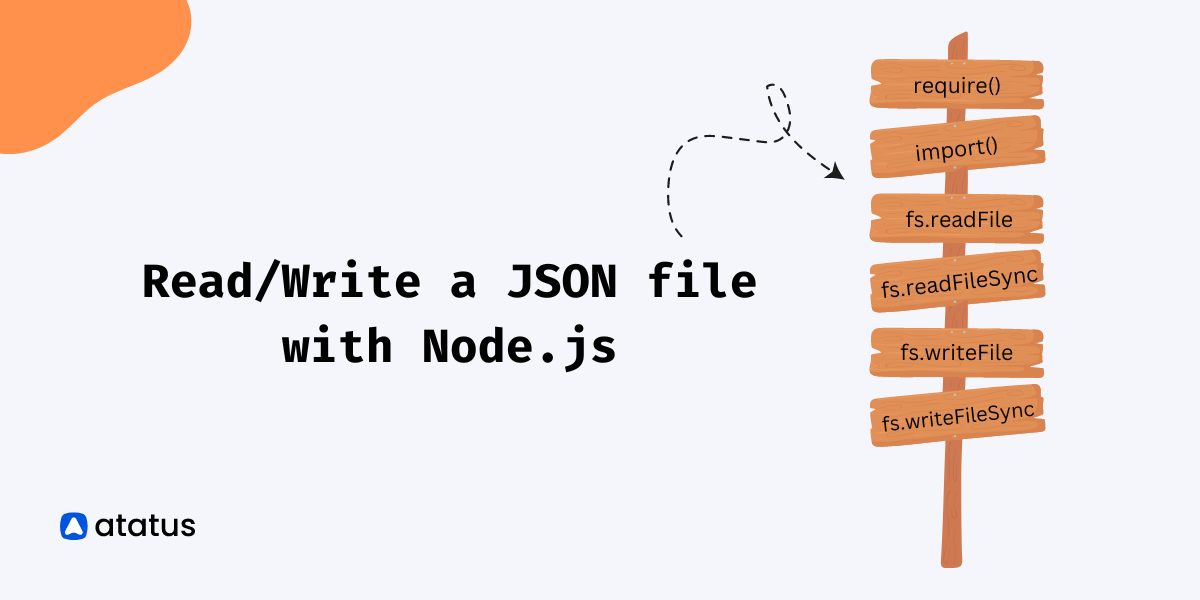 Read/Write a JSON file
with Node.js
require()
import()
fs.readFile
fs.readFileSync
fs.writeFile
fs.writeFileSync
atatus